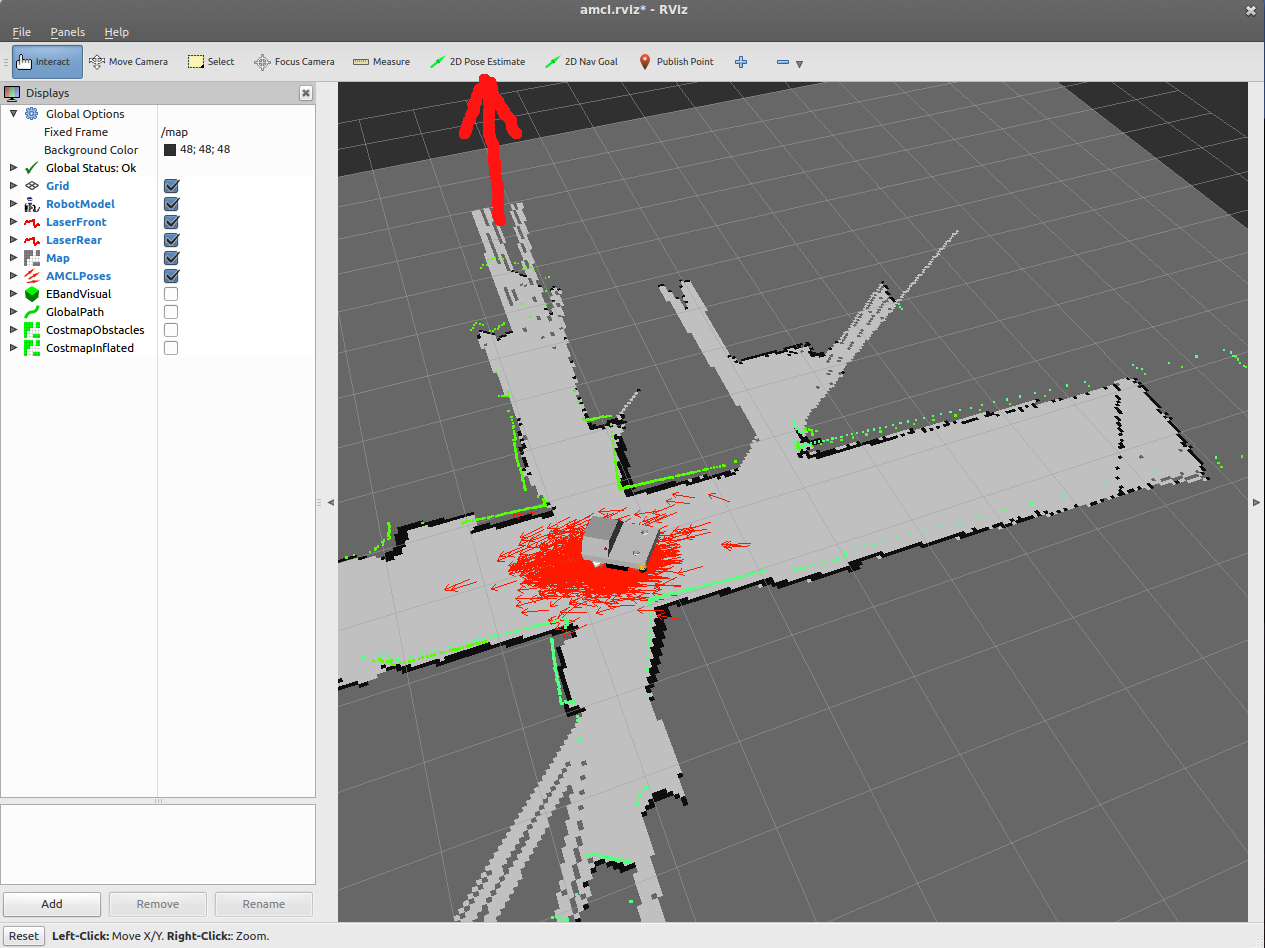 amcl.rviz* - RViz
File Panels Help
Interact Move Camera Select Focus Camera Measure 2D Pose Estimate 2D Nav Goal Publish Point
Displays
Global Options
Fixed Frame /map
Background Color 48; 48; 48
Global Status: Ok
Grid
RobotModel
LaserFront
LaserRear
Map
AMCLPoses
EBandVisual
GlobalPath
CostmapObstacles
CostmapInflated
Add Remove Rename
Reset Left-Click: Move X/Y. Right-Click:: Zoom.